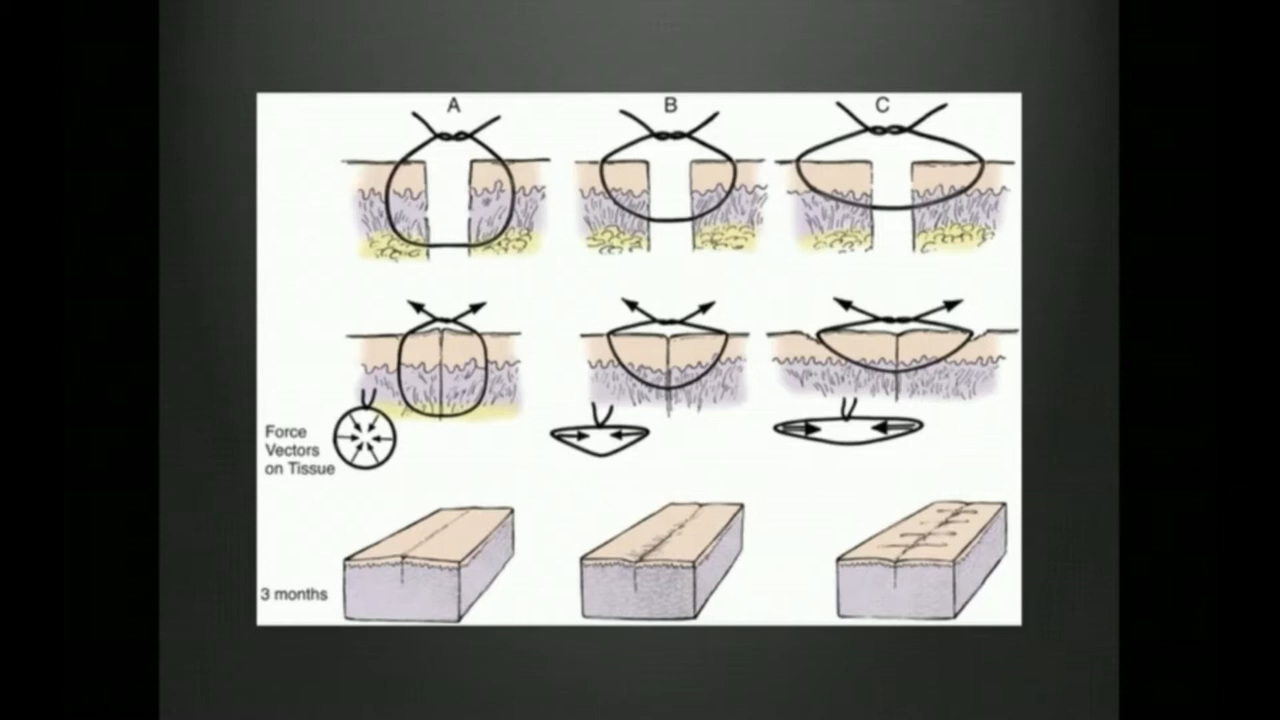 A
B
C
Force
Vectors
on Tissue
3 months